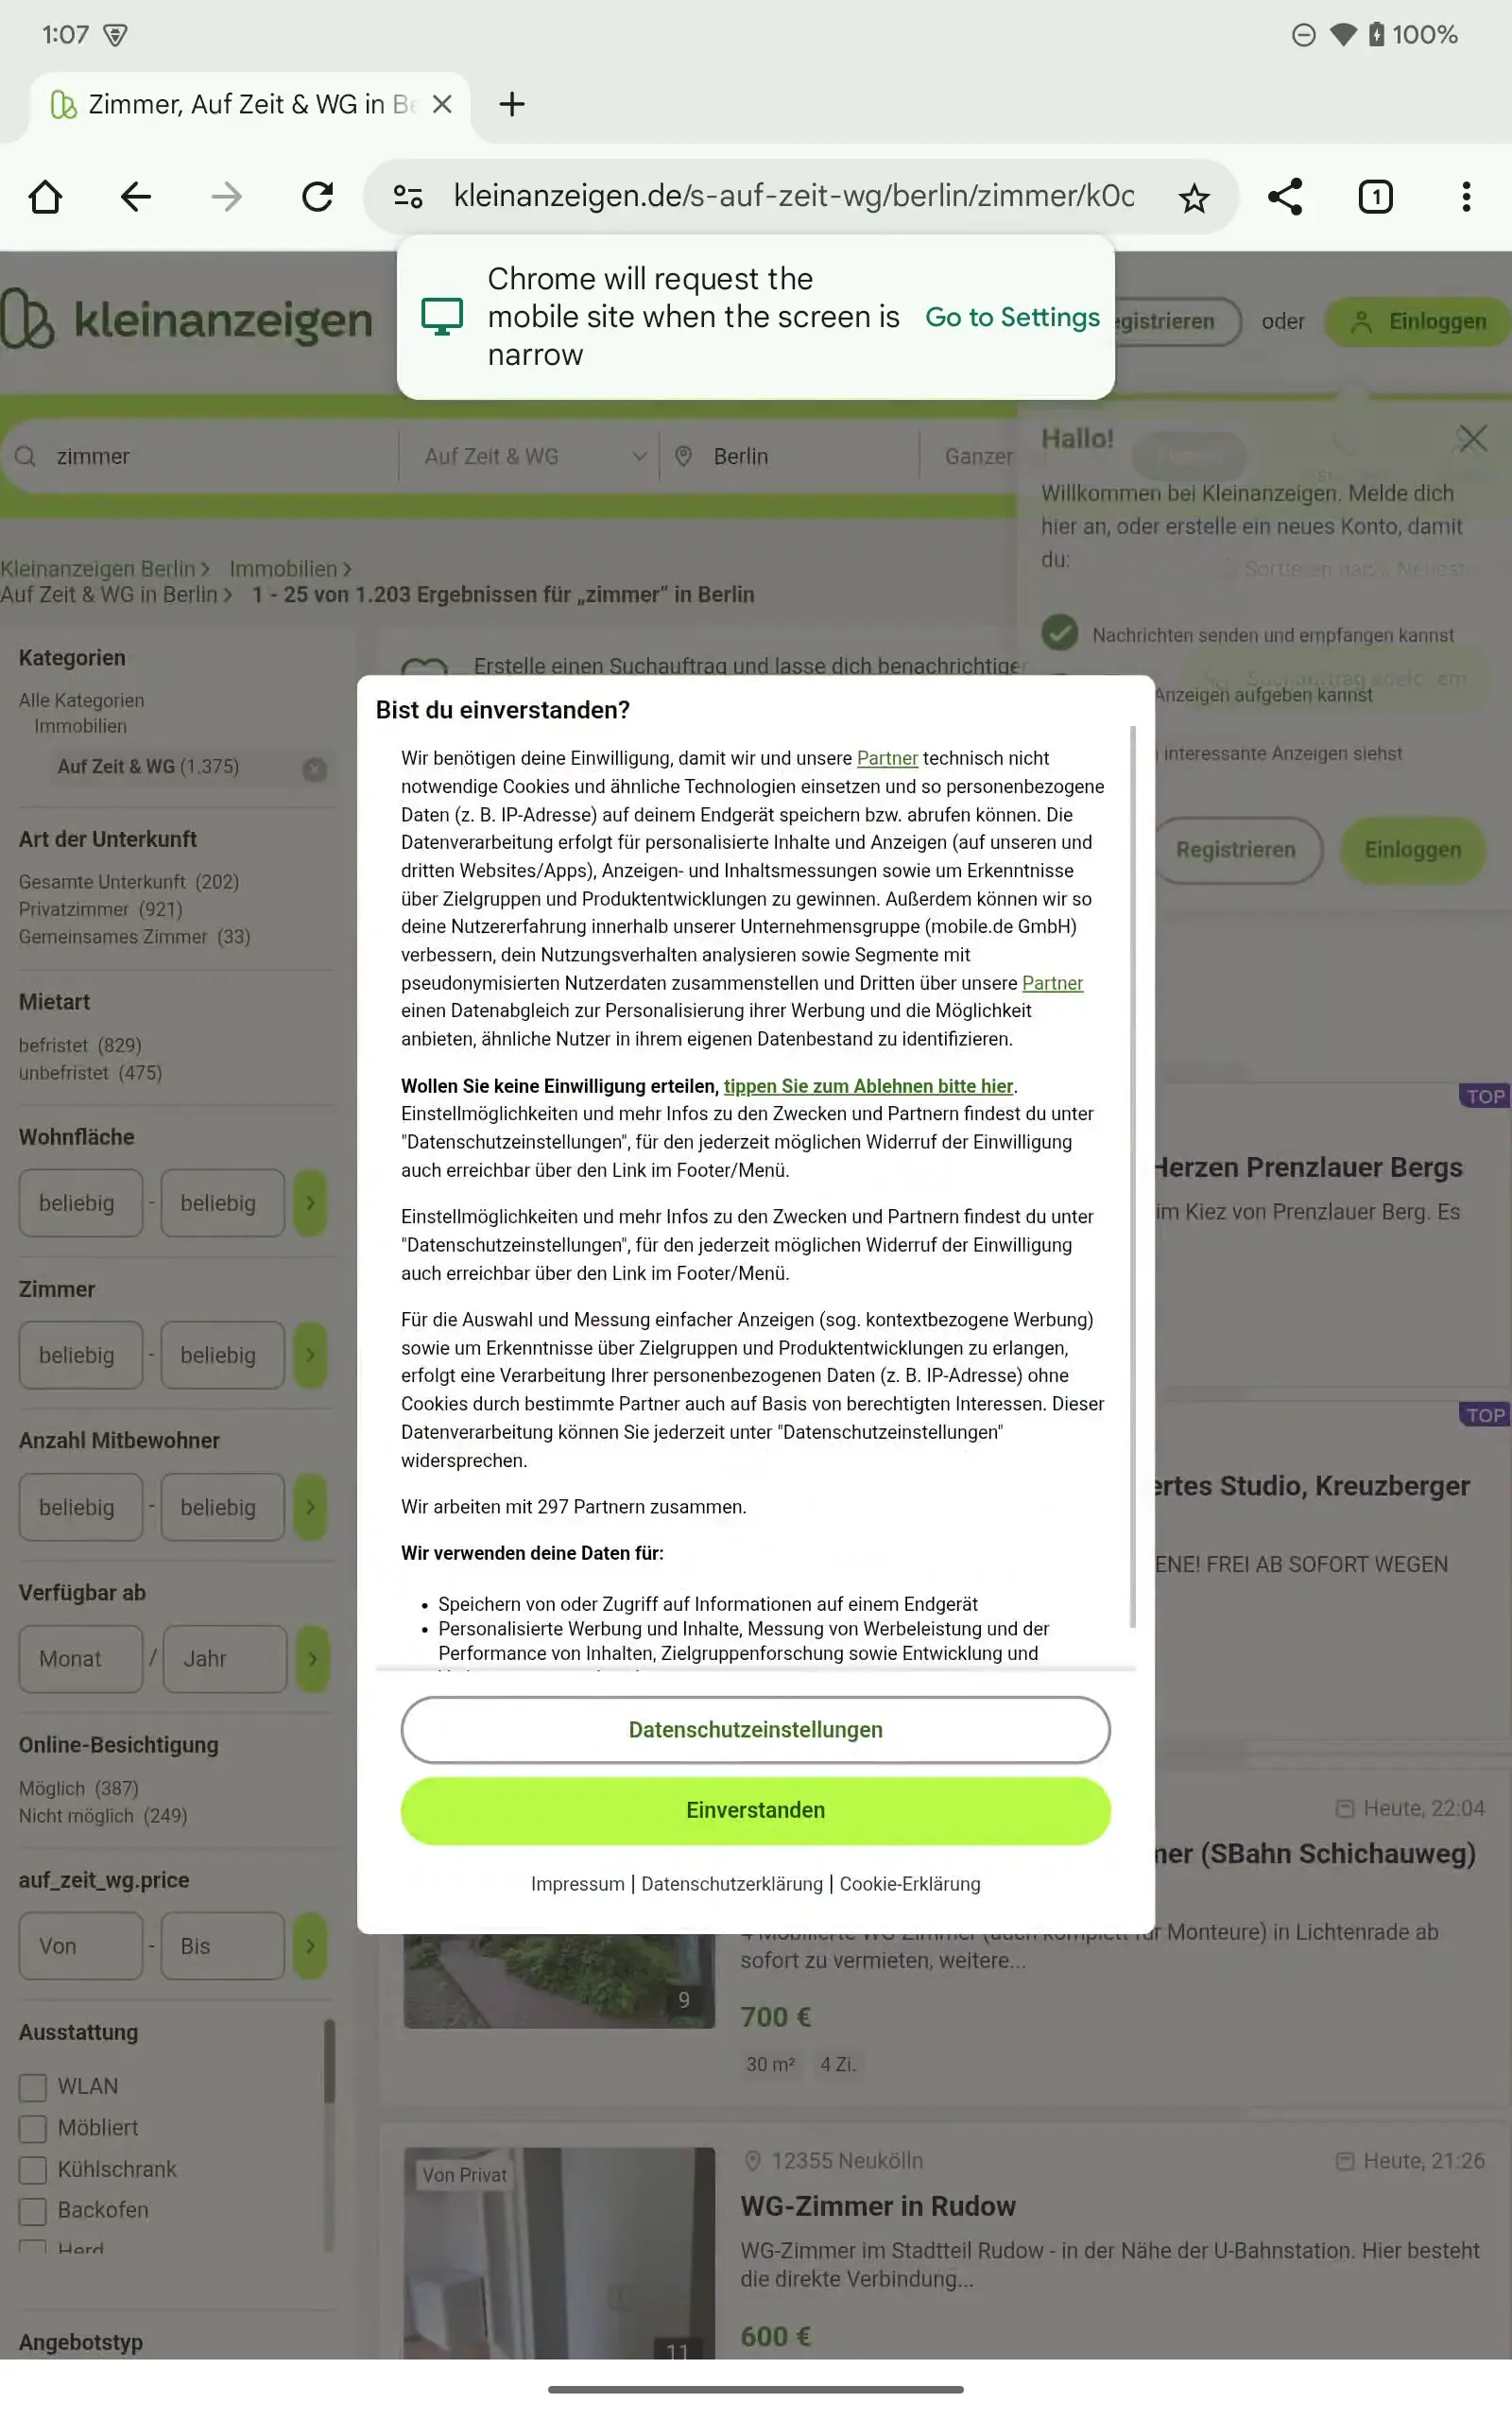 1:07
100%
Zimmer, Auf Zeit & WG in Be
kleinanzeigen.de/s-auf-zeit-wg/berlin/zimmer/k0c
1
Chrome will request the
mobile site when the screen is
narrow
Go to Settings
kleinanzeigen
egistrieren
oder
Einloggen
zimmer
Auf Zeit & WG
Berlin
Ganzer
Hallo!
Willkommen bei Kleinanzeigen. Melde dich
hier an, oder erstelle ein neues Konto, damit
du:
Sortieren nach: Neueste
Nachrichten senden und empfangen kannst
Suchauftrag speichern
Anzeigen aufgeben kannst
interessante Anzeigen siehst
Registrieren
Einloggen
Kleinanzeigen Berlin
Immobilien
Auf Zeit & WG in Berlin
1 - 25 von 1.203 Ergebnissen für „zimmer“ in Berlin
Erstelle einen Suchauftrag und lasse dich benachrichtigen
Kategorien
Alle Kategorien
Immobilien
Auf Zeit & WG (1.375)
Art der Unterkunft
Gesamte Unterkunft (202)
Privatzimmer (921)
Gemeinsames Zimmer (33)
Mietart
befristet (829)
unbefristet (475)
Wohnfläche
beliebig - beliebig
Zimmer
beliebig - beliebig
Anzahl Mitbewohner
beliebig - beliebig
Verfügbar ab
Monat / Jahr
Online-Besichtigung
Möglich (387)
Nicht möglich (249)
auf_zeit_wg.price
Von - Bis
Ausstattung
WLAN
Möbliert
Kühlschrank
Backofen
Herd
Angebotstyp
Bist du einverstanden?
Wir benötigen deine Einwilligung, damit wir und unsere Partner technisch nicht
notwendige Cookies und ähnliche Technologien einsetzen und so personenbezogene
Daten (z. B. IP-Adresse) auf deinem Endgerät speichern bzw. abrufen können. Die
Datenverarbeitung erfolgt für personalisierte Inhalte und Anzeigen (auf unseren und
dritten Websites/Apps), Anzeigen- und Inhaltsmessungen sowie um Erkenntnisse
über Zielgruppen und Produktentwicklungen zu gewinnen. Außerdem können wir so
deine Nutzererfahrung innerhalb unserer Unternehmensgruppe (mobile.de GmbH)
verbessern, dein Nutzungsverhalten analysieren sowie Segmente mit
pseudonymisierten Nutzerdaten zusammenstellen und Dritten über unsere Partner
einen Datenabgleich zur Personalisierung ihrer Werbung und die Möglichkeit
anbieten, ähnliche Nutzer in ihrem eigenen Datenbestand zu identifizieren.
Wollen Sie keine Einwilligung erteilen, tippen Sie zum Ablehnen bitte hier.
Einstellmöglichkeiten und mehr Infos zu den Zwecken und Partnern findest du unter
"Datenschutzeinstellungen", für den jederzeit möglichen Widerruf der Einwilligung
auch erreichbar über den Link im Footer/Menü.
Einstellmöglichkeiten und mehr Infos zu den Zwecken und Partnern findest du unter
"Datenschutzeinstellungen", für den jederzeit möglichen Widerruf der Einwilligung
auch erreichbar über den Link im Footer/Menü.
Für die Auswahl und Messung einfacher Anzeigen (sog. kontextbezogene Werbung)
sowie um Erkenntnisse über Zielgruppen und Produktentwicklungen zu erlangen,
erfolgt eine Verarbeitung Ihrer personenbezogenen Daten (z. B. IP-Adresse) ohne
Cookies durch bestimmte Partner auch auf Basis von berechtigten Interessen. Dieser
Datenverarbeitung können Sie jederzeit unter "Datenschutzeinstellungen"
widersprechen.
Wir arbeiten mit 297 Partnern zusammen.
Wir verwenden deine Daten für:
• Speichern von oder Zugriff auf Informationen auf einem Endgerät
• Personalisierte Werbung und Inhalte, Messung von Werbeleistung und der
Performance von Inhalten, Zielgruppenforschung sowie Entwicklung und
Datenschutzeinstellungen
Einverstanden
Impressum | Datenschutzerklärung | Cookie-Erklärung
TOP
Herzen Prenzlauer Bergs
im Kiez von Prenzlauer Berg. Es
TOP
ertes Studio, Kreuzberger
ENE! FREI AB SOFORT WEGEN
Heute, 22:04
mer (SBahn Schichauweg)
4 Möblierte WG Zimmer (auch komplett für Monteure) in Lichtenrade ab
sofort zu vermieten, weitere...
9
700 €
30 m² 4 Zi.
Von Privat
11
12355 Neukölln
Heute, 21:26
WG-Zimmer in Rudow
WG-Zimmer im Stadtteil Rudow - in der Nähe der U-Bahnstation. Hier besteht
die direkte Verbindung...
600 €